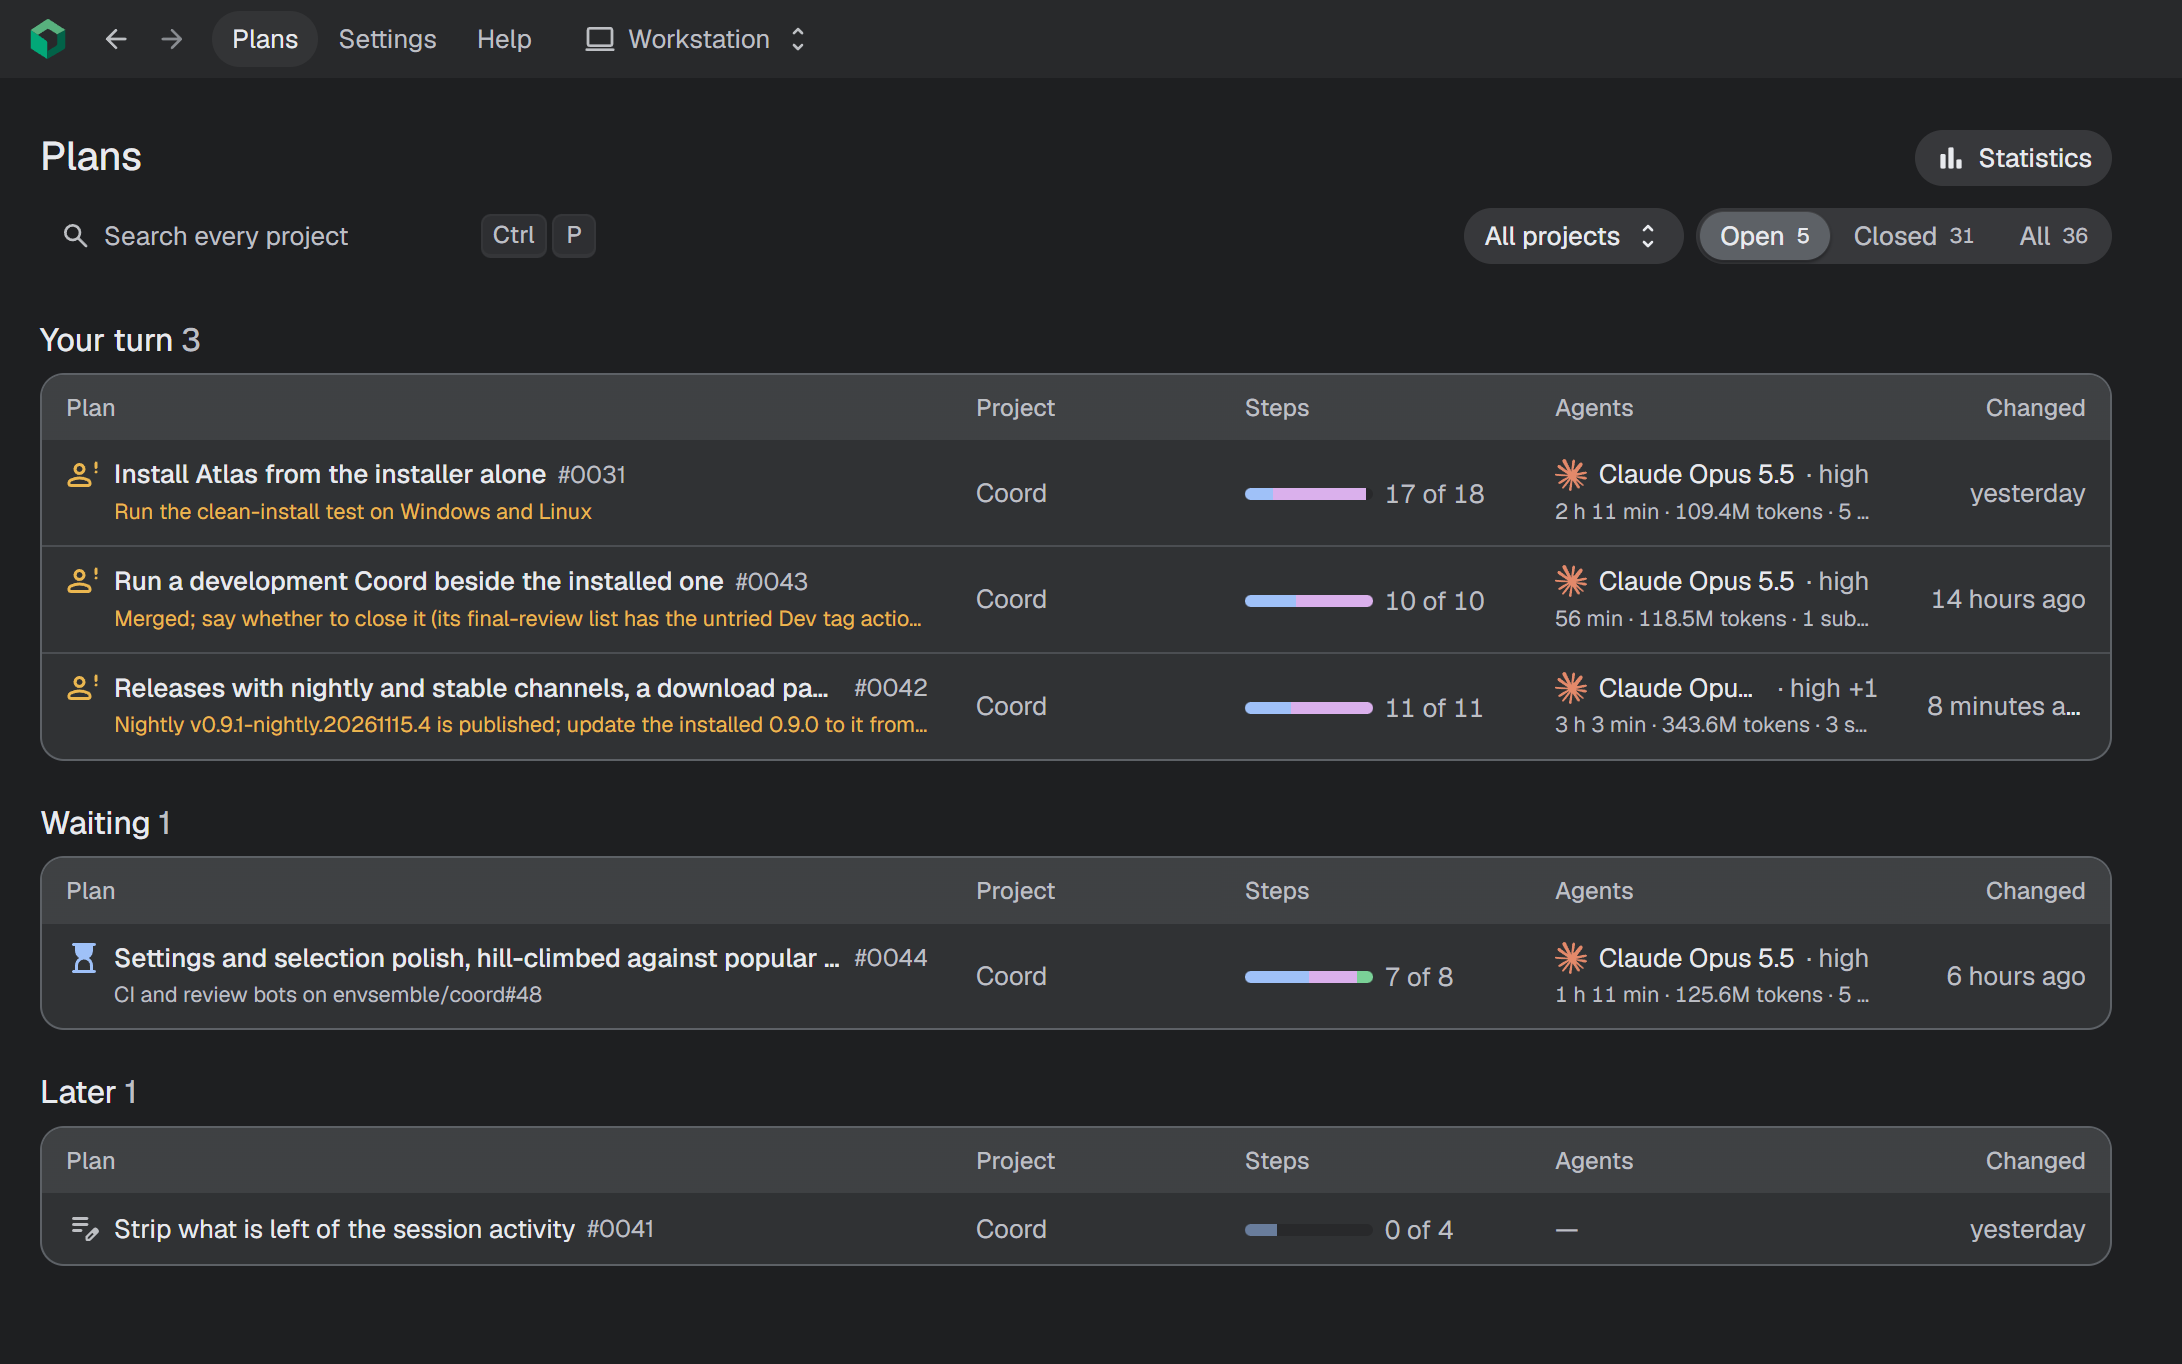 Plans Settings Help Workstation
Plans
Statistics
Search every project Ctrl P
All projects Open 5 Closed 31 All 36
Your turn 3
Plan Project Steps Agents Changed
Install Atlas from the installer alone #0031
Run the clean-install test on Windows and Linux
Coord
17 of 18
Claude Opus 5.5 · high
2 h 11 min · 109.4M tokens · 5 ...
yesterday
Run a development Coord beside the installed one #0043
Merged; say whether to close it (its final-review list has the untried Dev tag actio...
Coord
10 of 10
Claude Opus 5.5 · high
56 min · 118.5M tokens · 1 sub...
14 hours ago
Releases with nightly and stable channels, a download pa... #0042
Nightly v0.9.1-nightly.20261115.4 is published; update the installed 0.9.0 to it from...
Coord
11 of 11
Claude Opu... · high +1
3 h 3 min · 343.6M tokens · 3 s...
8 minutes a...
Waiting 1
Plan Project Steps Agents Changed
Settings and selection polish, hill-climbed against popular ... #0044
CI and review bots on envsemble/coord#48
Coord
7 of 8
Claude Opus 5.5 · high
1 h 11 min · 125.6M tokens · 5 ...
6 hours ago
Later 1
Plan Project Steps Agents Changed
Strip what is left of the session activity #0041
Coord
0 of 4
—
yesterday